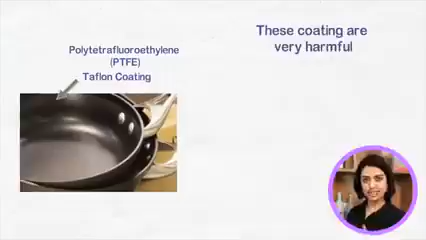 These coating are
very harmful
Polytetrafluoroethylene
(PTFE)
Taflon Coating